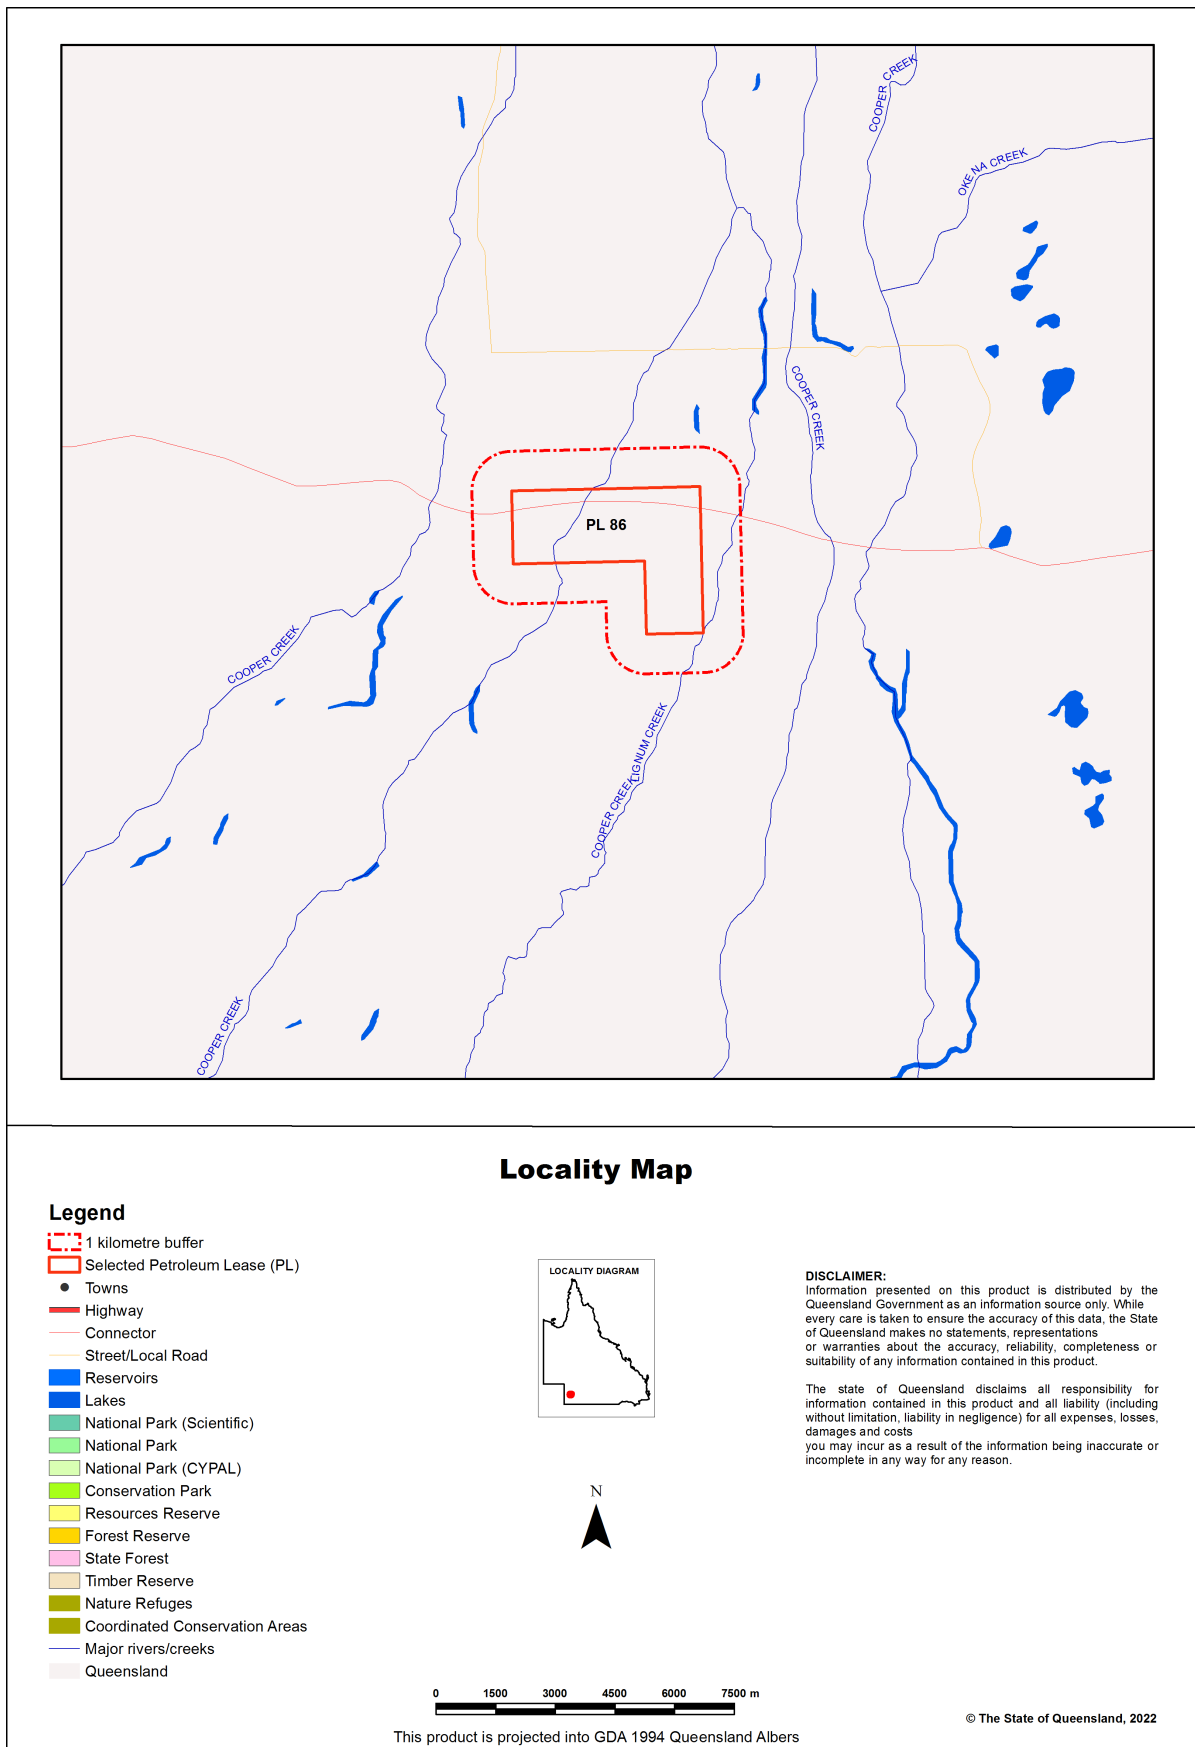 COOPER CREEK
OKE NA CREEK
COOPER CREEK
PL 86
COOPER CREEK
LIGNUM CREEK
COOPER CREEK
COOPER CREEK
Locality Map
Legend
1 kilometre buffer
Selected Petroleum Lease (PL)
Towns
Highway
Connector
Street/Local Road
Reservoirs
Lakes
National Park (Scientific)
National Park
National Park (CYPAL)
Conservation Park
Resources Reserve
Forest Reserve
State Forest
Timber Reserve
Nature Refuges
Coordinated Conservation Areas
Major rivers/creeks
Queensland
LOCALITY DIAGRAM
N
DISCLAIMER:
Information presented on this product is distributed by the
Queensland Government as an information source only. While
every care is taken to ensure the accuracy of this data, the State
of Queensland makes no statements, representations
or warranties about the accuracy, reliability, completeness or
suitability of any information contained in this product.
The state of Queensland disclaims all responsibility for
information contained in this product and all liability (including
without limitation, liability in negligence) for all expenses, losses,
damages and costs
you may incur as a result of the information being inaccurate or
incomplete in any way for any reason.
0 1500 3000 4500 6000 7500 m
This product is projected into GDA 1994 Queensland Albers
© The State of Queensland, 2022